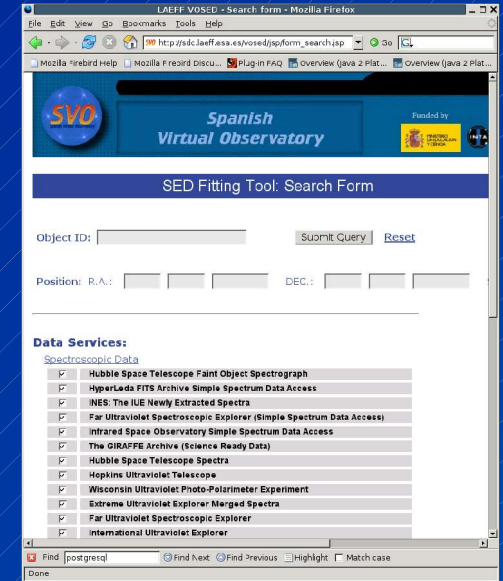 LAEFF VOSED - Search form - Mozilla Firefox
File Edit View Go Bookmarks Tools Help
http://sdc.laeff.esa.es/vosed/jsp/form_search.jsp Go
Mozilla Firebird Help Mozilla Firebird Discu... Plug-in FAQ Overview (Java 2 Plat... Overview (Java 2 Plat...
SVO
Spanish
Virtual Observatory
Funded by
INTA
SED Fitting Tool: Search Form
Object ID: Submit Query Reset
Position: R.A.: DEC.:
Data Services:
Spectroscopic Data
Hubble Space Telescope Faint Object Spectrograph
HyperLeda FITS Archive Simple Spectrum Data Access
INES: The IUE Newly Extracted Spectra
Far Ultraviolet Spectroscopic Explorer (Simple Spectrum Data Access)
Infrared Space Observatory Simple Spectrum Data Access
The GIRAFFE Archive (Science Ready Data)
Hubble Space Telescope Spectra
Hopkins Ultraviolet Telescope
Wisconsin Ultraviolet Photo-Polarimeter Experiment
Extreme Ultraviolet Explorer Merged Spectra
Far Ultraviolet Spectroscopic Explorer
International Ultraviolet Explorer
Find postgresql Find Next Find Previous Highlight Match case
Done